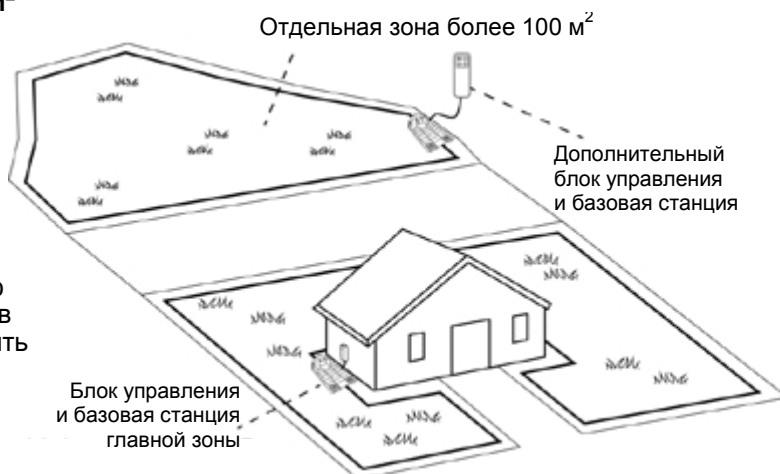 Отдельная зона более 100 м²
Дополнительный
блок управления
и базовая станция
в
Блок управления
и базовая станция
главной зоны